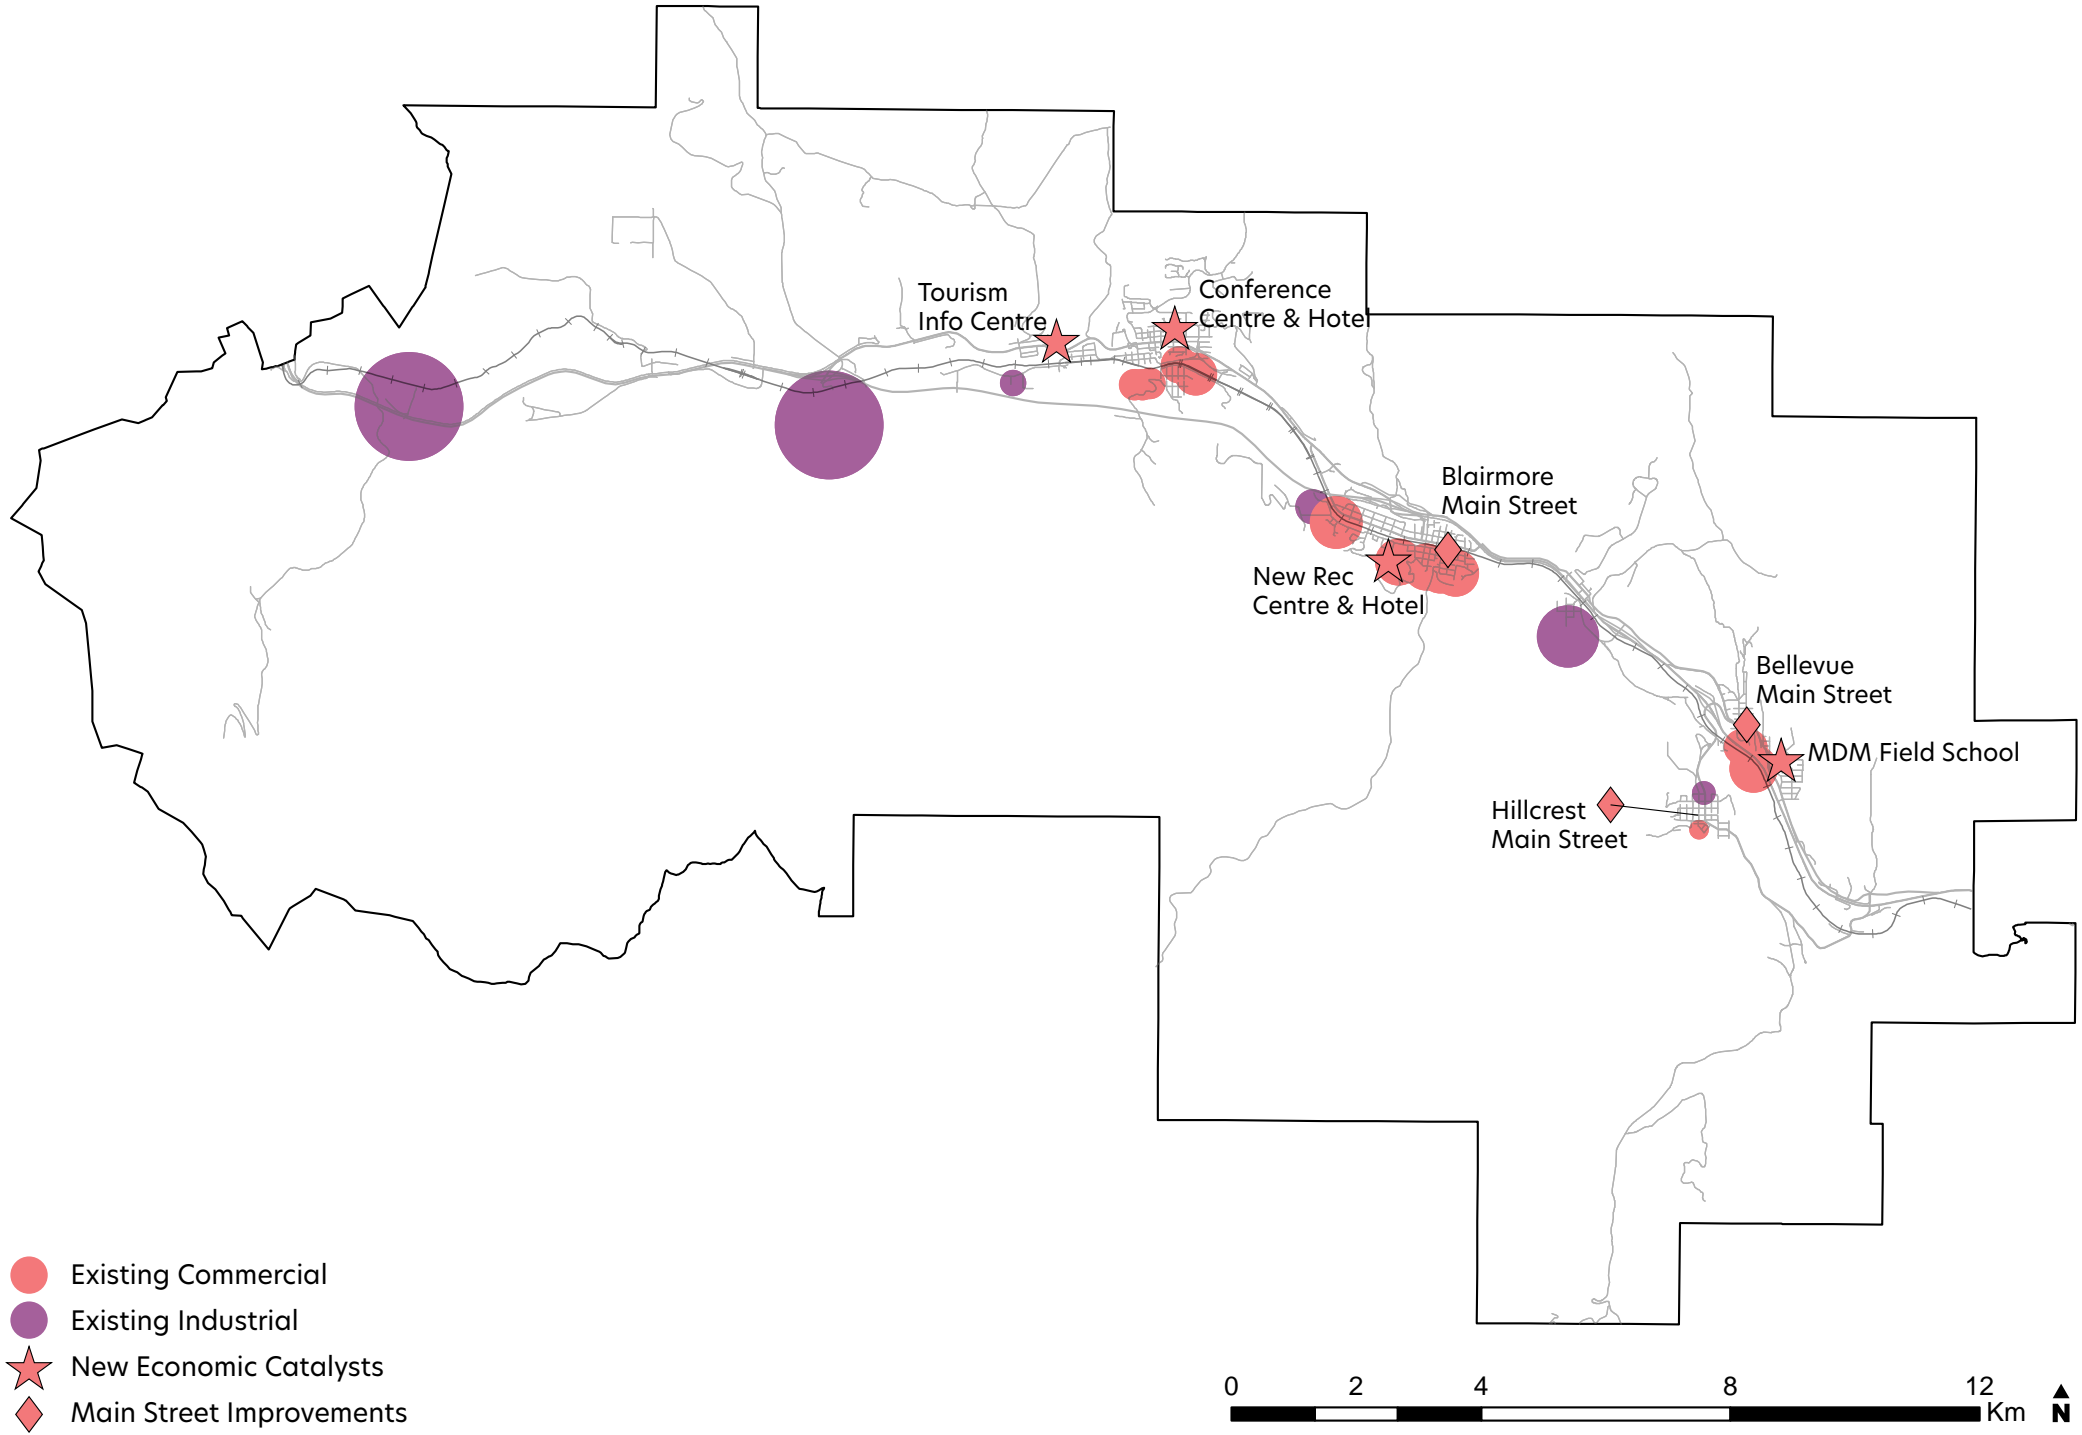 Tourism
Info Centre
Conference
Centre & Hotel
Blairmore
Main Street
New Rec
Centre & Hotel
Bellevue
Main Street
MDM Field School
Hillcrest
Main Street
Existing Commercial
Existing Industrial
New Economic Catalysts
Main Street Improvements
0 2 4 8 12
Km
N